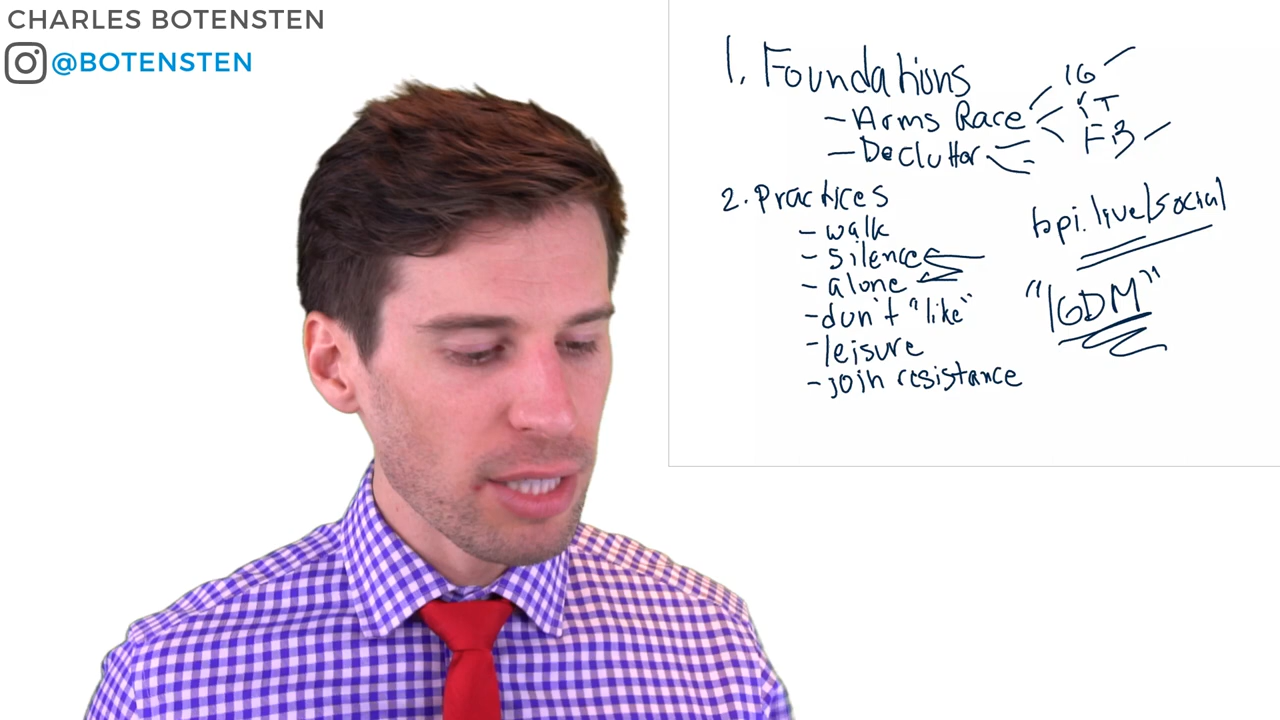 CHARLES BOTENSTEN
@BOTENSTEN
1. Foundations
- Arms Race
IG
YT
FB
- Declutter
2. Practices
- walk
- silence
- alone
- don't "like"
- leisure
- join resistance
bpi.live/social
"IGDM"